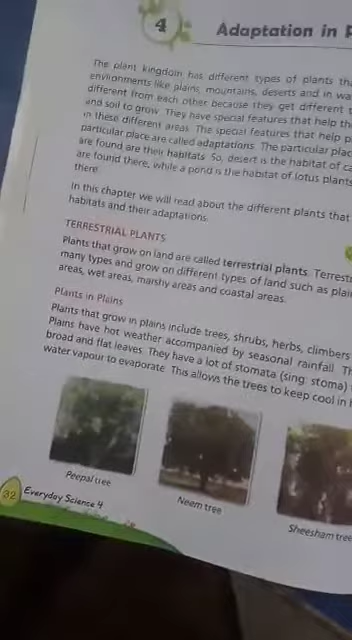 4
Adaptation in
The plant kingdom has different types of plants
environments like plains, mountains, deserts and in
different from each other because they get different
and soil to grow. They have special features that help
in these different areas. The special features that help
particular place are called adaptations. The particular
are found are their habitats. So, desert is the habitat of
are found there, while a pond is the habitat of lotus plants
there.
In this chapter we will read about the different plants that
habitats and their adaptations.
TERRESTRIAL PLANTS
Plants that grow on land are called terrestrial plants.
many types and grow on different types of land such as
areas, wet areas, marshy areas and coastal areas.
Plants in Plains
Plants that grow in plains include trees, shrubs, herbs, climbers
Plains have hot weather accompanied by seasonal rainfall.
broad and flat leaves. They have a lot of stomata (sing: stoma)
water vapour to evaporate. This allows the trees to keep cool in
Peepal tree
Neem tree
Sheesham tree
32 Everyday Science 4